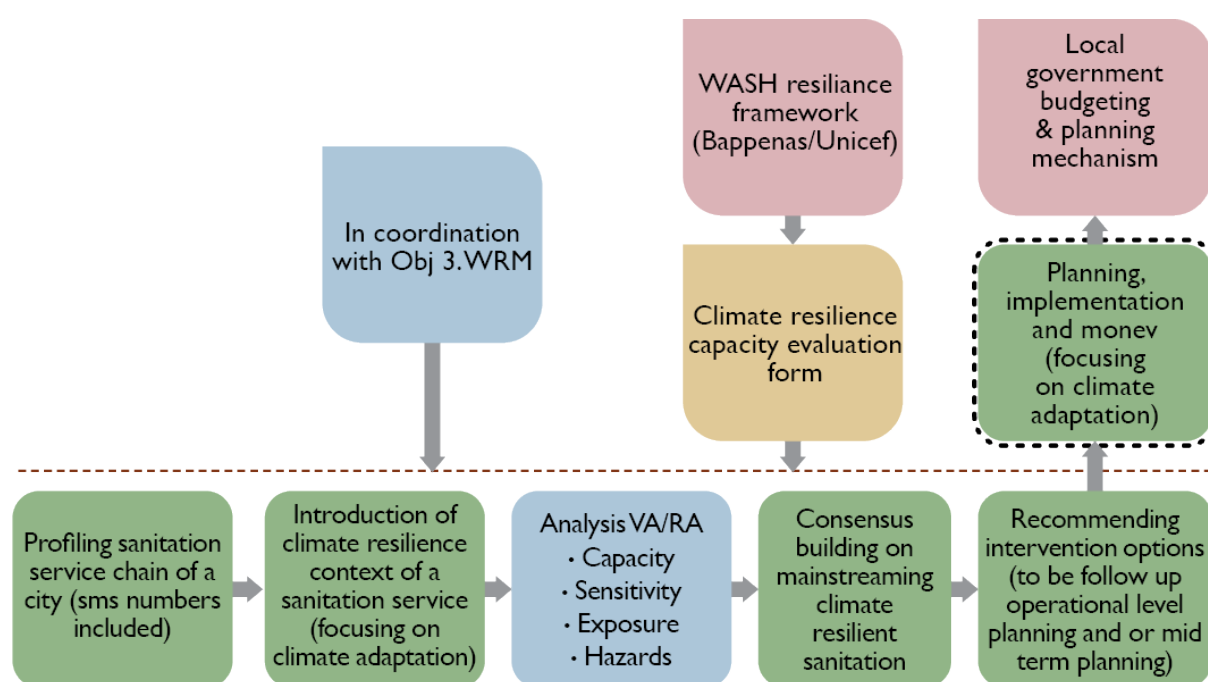 WASH resiliance
framework
(Bappenas/Unicef)
Local
government
budgeting
& planning
mechanism
In coordination
with Obj 3.WRM
Climate resilience
capacity evaluation
form
Planning,
implementation
and monev
(focusing
on climate
adaptation)
Profiling sanitation
service chain of a
city (sms numbers
included)
Introduction of
climate resilience
context of a
sanitation service
(focusing on
climate adaptation)
Analysis VA/RA
• Capacity
• Sensitivity
• Exposure
• Hazards
Consensus
building on
mainstreaming
climate
resilient
sanitation
Recommending
intervention options
(to be follow up
operational level
planning and or mid
term planning)